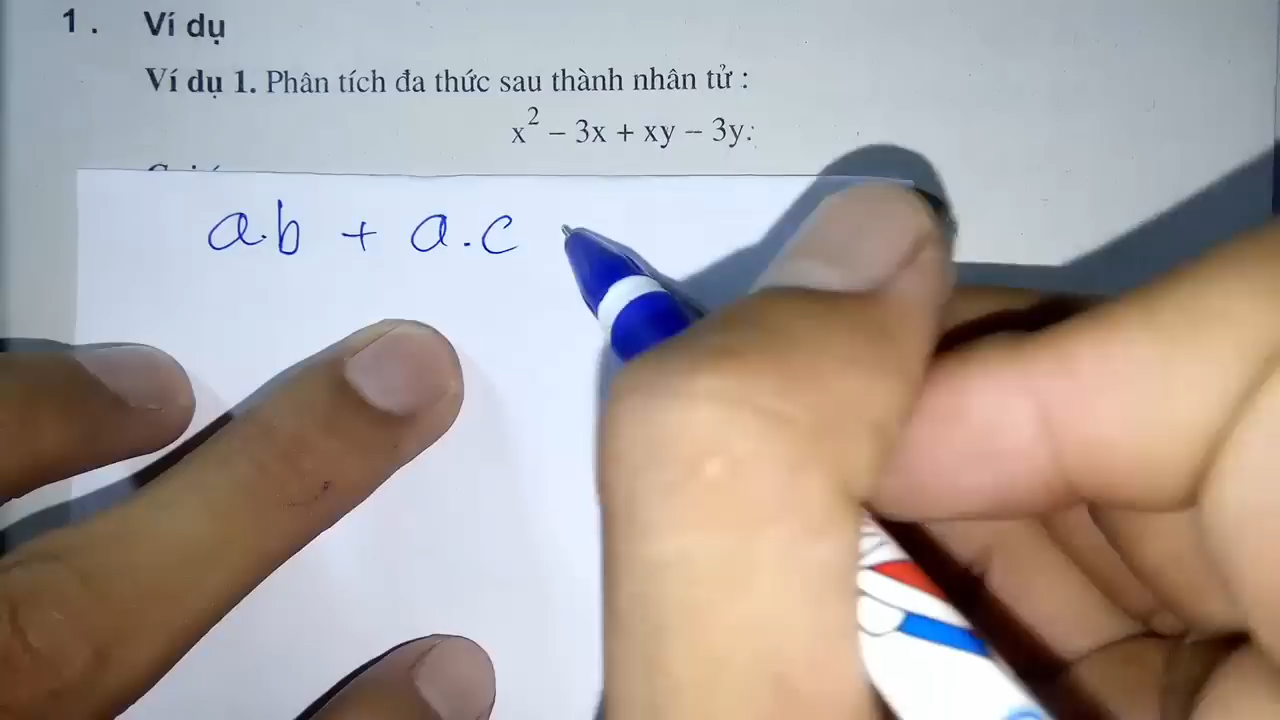 1 . Ví dụ
Ví dụ 1. Phân tích đa thức sau thành nhân tử :
x² – 3x + xy – 3y.
a.b + a.c